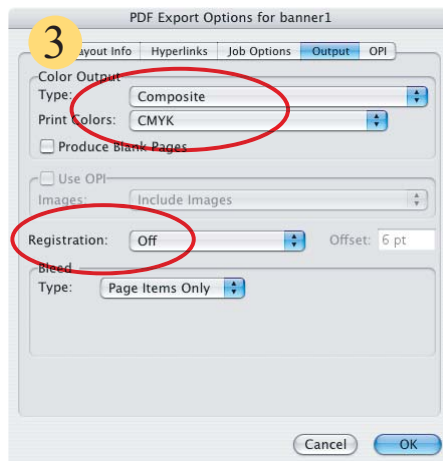 PDF Export Options for banner1
3
ayout Info Hyperlinks Job Options Output OPI
Color Output
Type: Composite
Print Colors: CMYK
Produce Blank Pages
Use OPI
Images: Include Images
Registration: Off Offset: 6 pt
Bleed
Type: Page Items Only
Cancel OK